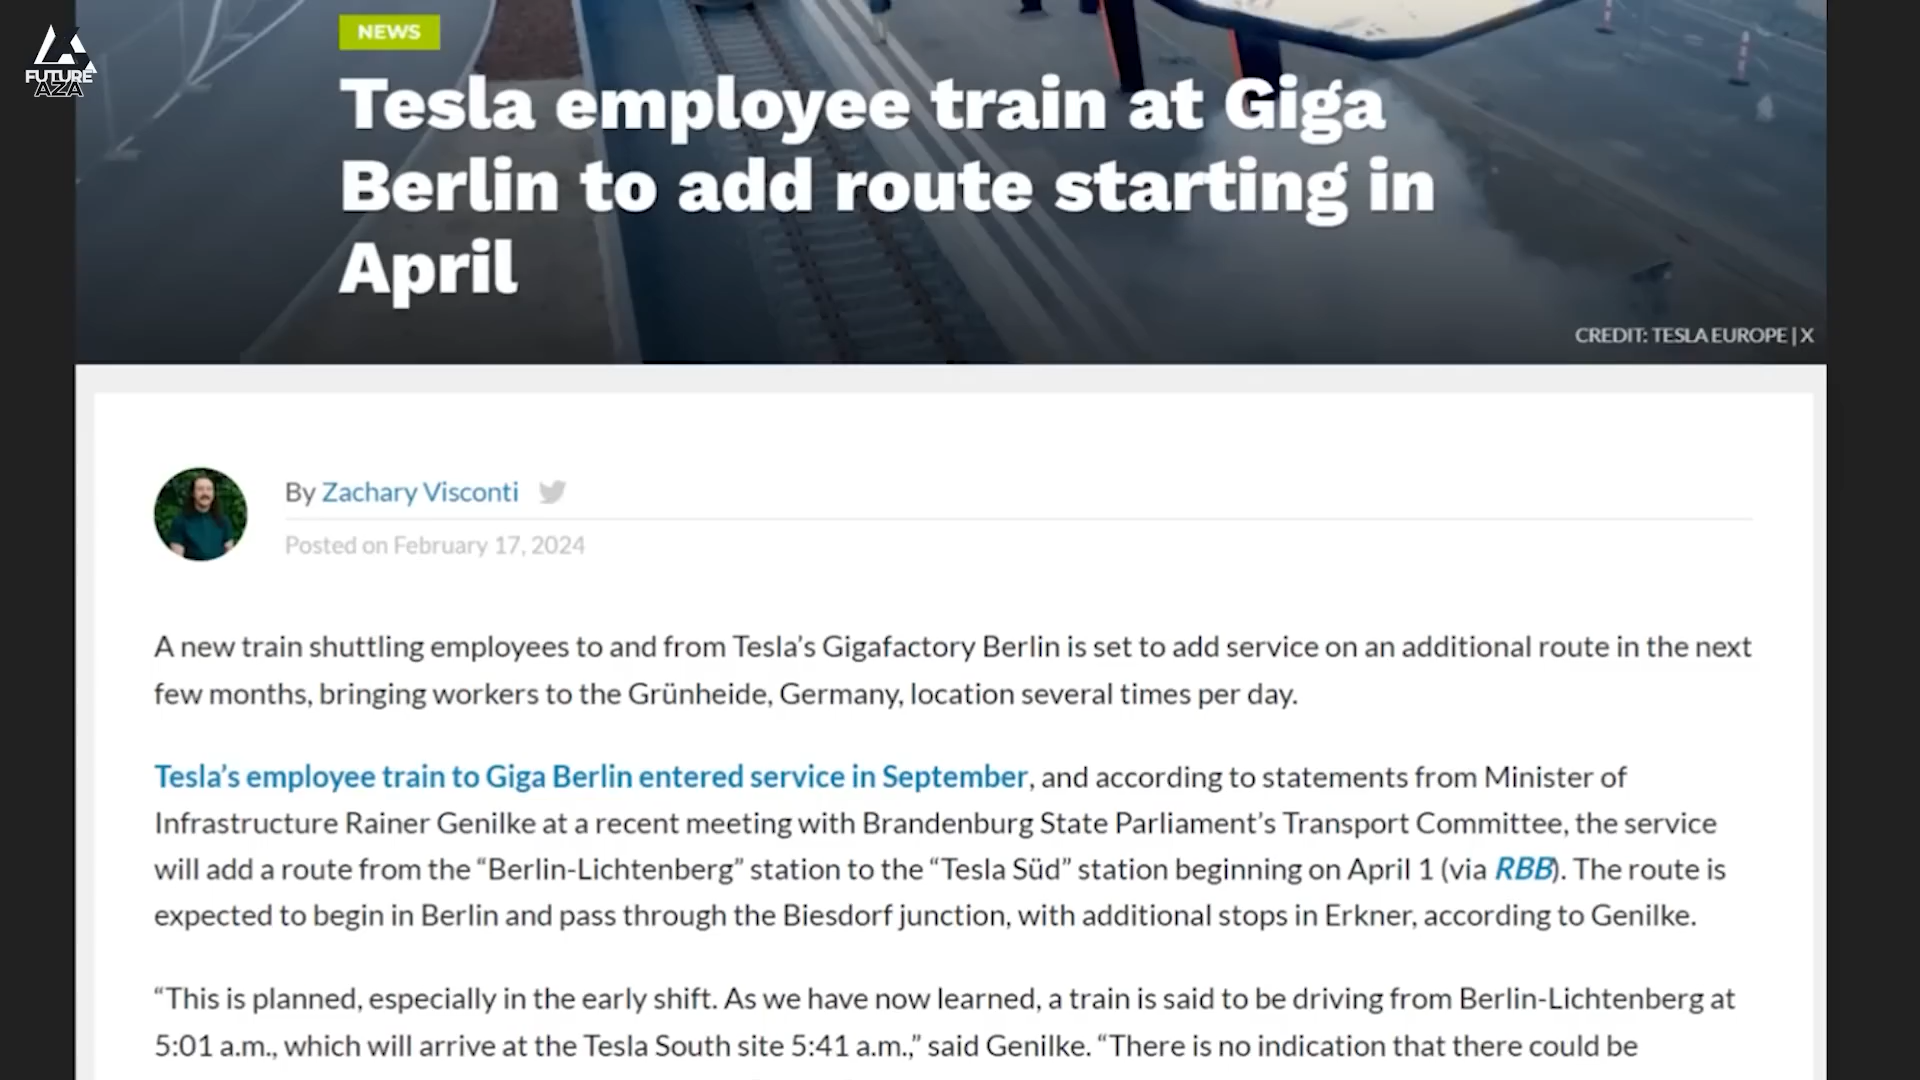 FUTURE
AZA
NEWS
Tesla employee train at Giga
Berlin to add route starting in
April
CREDIT: TESLA EUROPE | X
By Zachary Visconti
Posted on February 17, 2024
A new train shuttling employees to and from Tesla’s Gigafactory Berlin is set to add service on an additional route in the next
few months, bringing workers to the Grünheide, Germany, location several times per day.
Tesla’s employee train to Giga Berlin entered service in September, and according to statements from Minister of
Infrastructure Rainer Genilke at a recent meeting with Brandenburg State Parliament’s Transport Committee, the service
will add a route from the “Berlin-Lichtenberg” station to the “Tesla Süd” station beginning on April 1 (via RBB). The route is
expected to begin in Berlin and pass through the Biesdorf junction, with additional stops in Erkner, according to Genilke.
“This is planned, especially in the early shift. As we have now learned, a train is said to be driving from Berlin-Lichtenberg at
5:01 a.m., which will arrive at the Tesla South site 5:41 a.m.,” said Genilke. “There is no indication that there could be